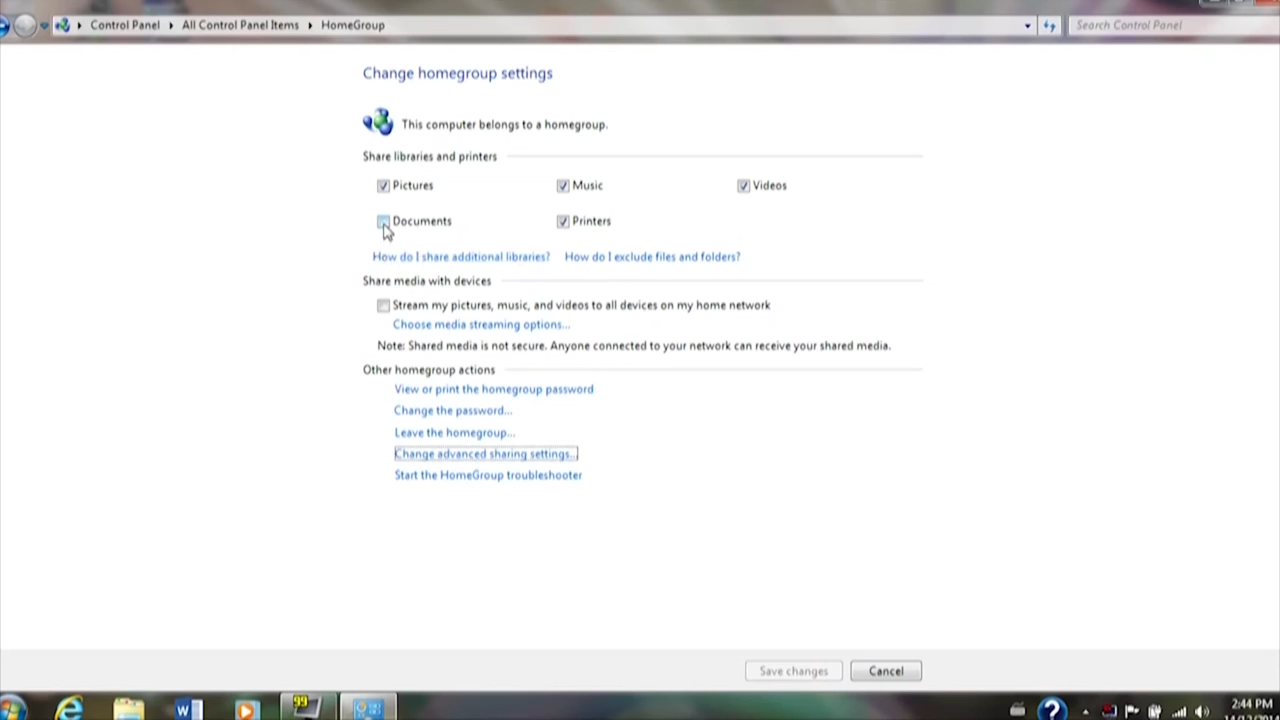 Control Panel All Control Panel Items HomeGroup Search Control Panel
Change homegroup settings
This computer belongs to a homegroup.
Share libraries and printers
Pictures Music Videos
Documents Printers
How do I share additional libraries? How do I exclude files and folders?
Share media with devices
Stream my pictures, music, and videos to all devices on my home network
Choose media streaming options...
Note: Shared media is not secure. Anyone connected to your network can receive your shared media.
Other homegroup actions
View or print the homegroup password
Change the password...
Leave the homegroup...
Change advanced sharing settings...
Start the HomeGroup troubleshooter
Save changes Cancel
99
W
2:44 PM